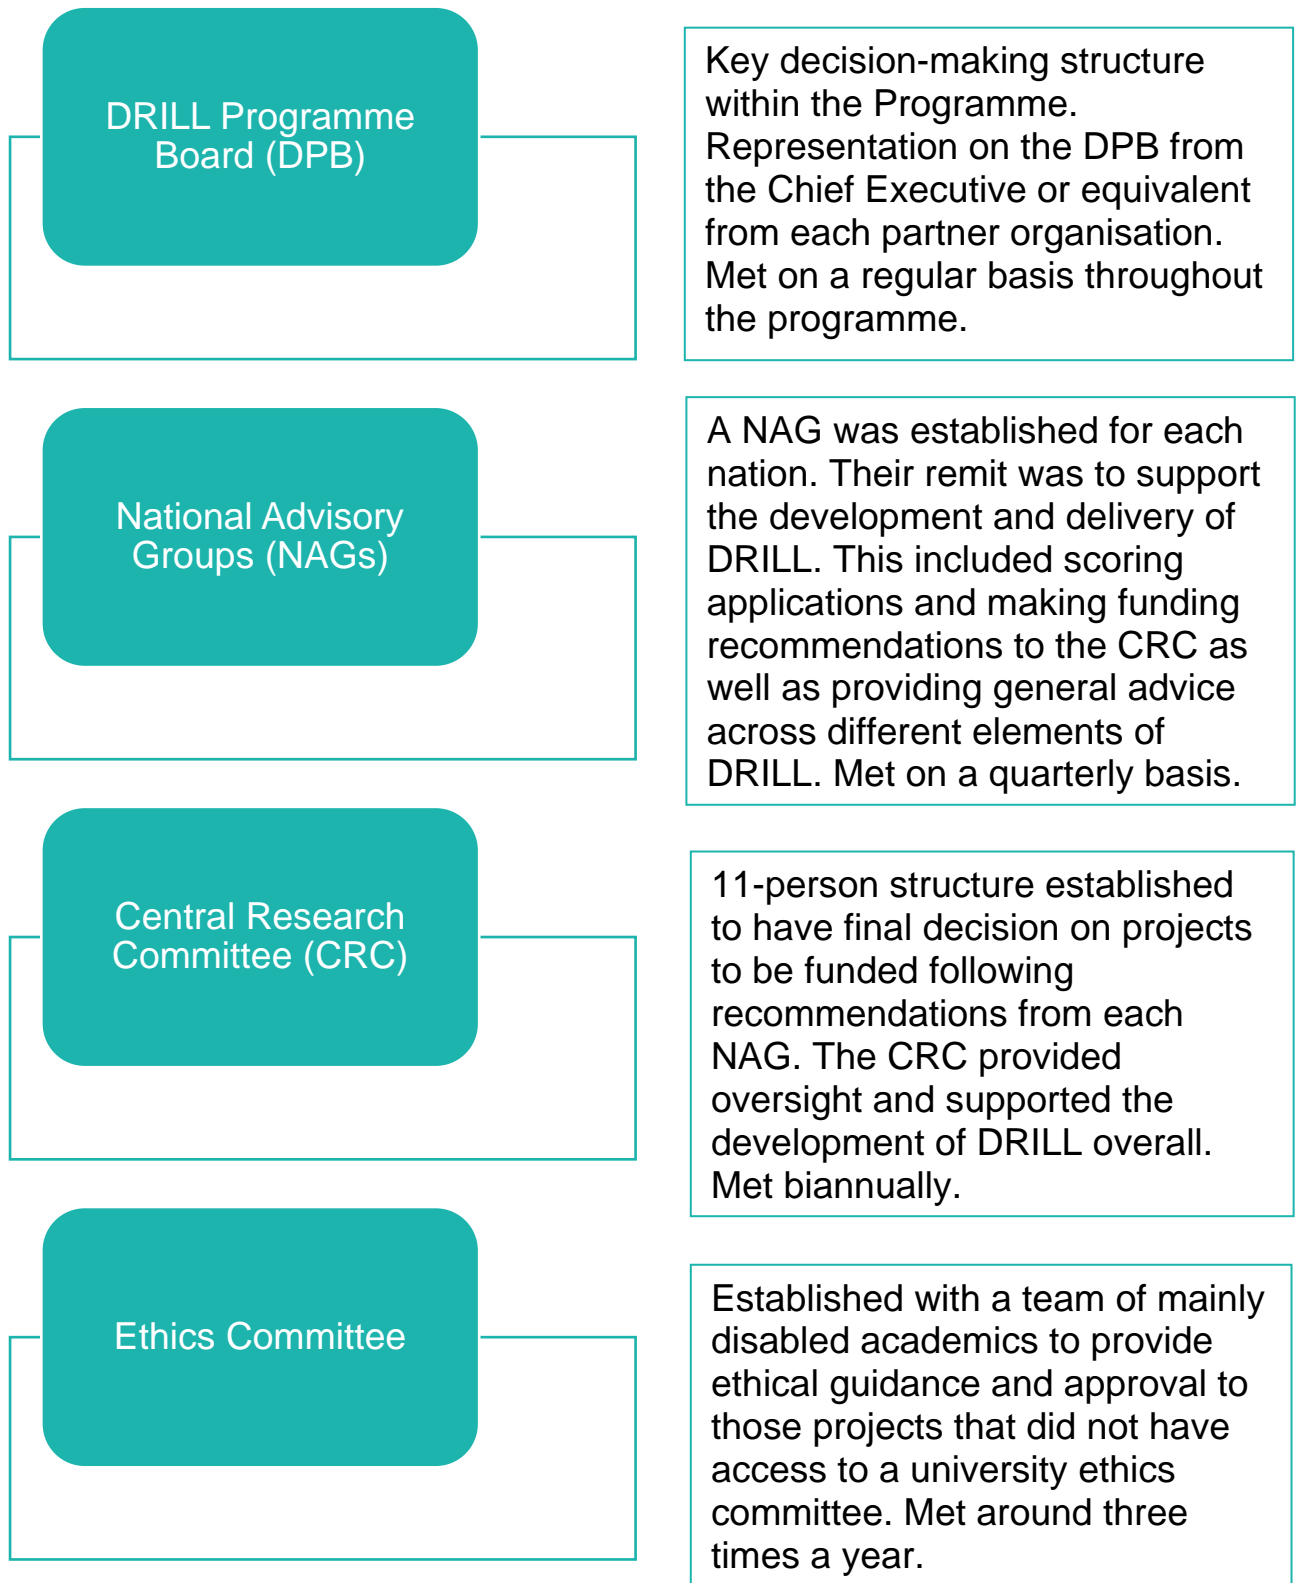 DRILL Programme
Board (DPB)
Key decision-making structure
within the Programme.
Representation on the DPB from
the Chief Executive or equivalent
from each partner organisation.
Met on a regular basis throughout
the programme.
National Advisory
Groups (NAGs)
A NAG was established for each
nation. Their remit was to support
the development and delivery of
DRILL. This included scoring
applications and making funding
recommendations to the CRC as
well as providing general advice
across different elements of
DRILL. Met on a quarterly basis.
Central Research
Committee (CRC)
11-person structure established
to have final decision on projects
to be funded following
recommendations from each
NAG. The CRC provided
oversight and supported the
development of DRILL overall.
Met biannually.
Ethics Committee
Established with a team of mainly
disabled academics to provide
ethical guidance and approval to
those projects that did not have
access to a university ethics
committee. Met around three
times a year.